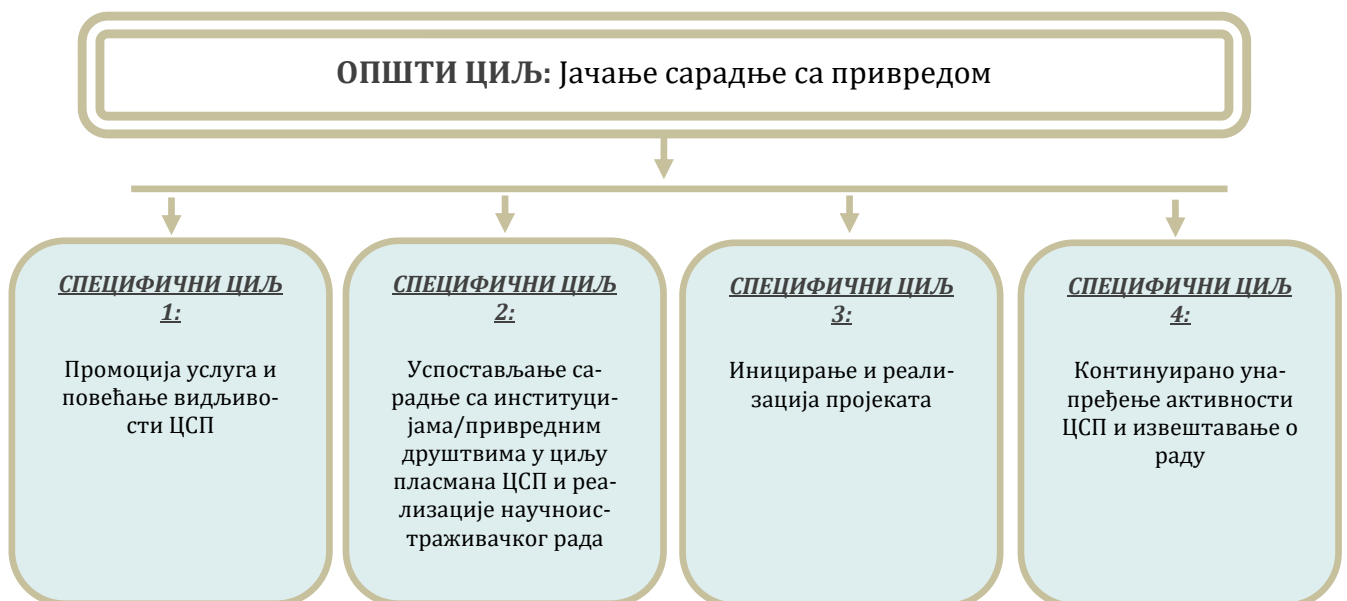 ОПШТИ ЦИЉ: Јачање сарадње са привредом
СПЕЦИФИЧНИ ЦИЉ
1:
Промоција услуга и
повећање видљиво-
сти ЦСП
СПЕЦИФИЧНИ ЦИЉ
2:
Успостављање са-
радње са институци-
јама/привредним
друштвима у циљу
пласмана ЦСП и реа-
лизације научноис-
траживачког рада
СПЕЦИФИЧНИ ЦИЉ
3:
Иницирање и реали-
зација пројеката
СПЕЦИФИЧНИ ЦИЉ
4:
Континуирано уна-
пређење активности
ЦСП и извештавање о
раду